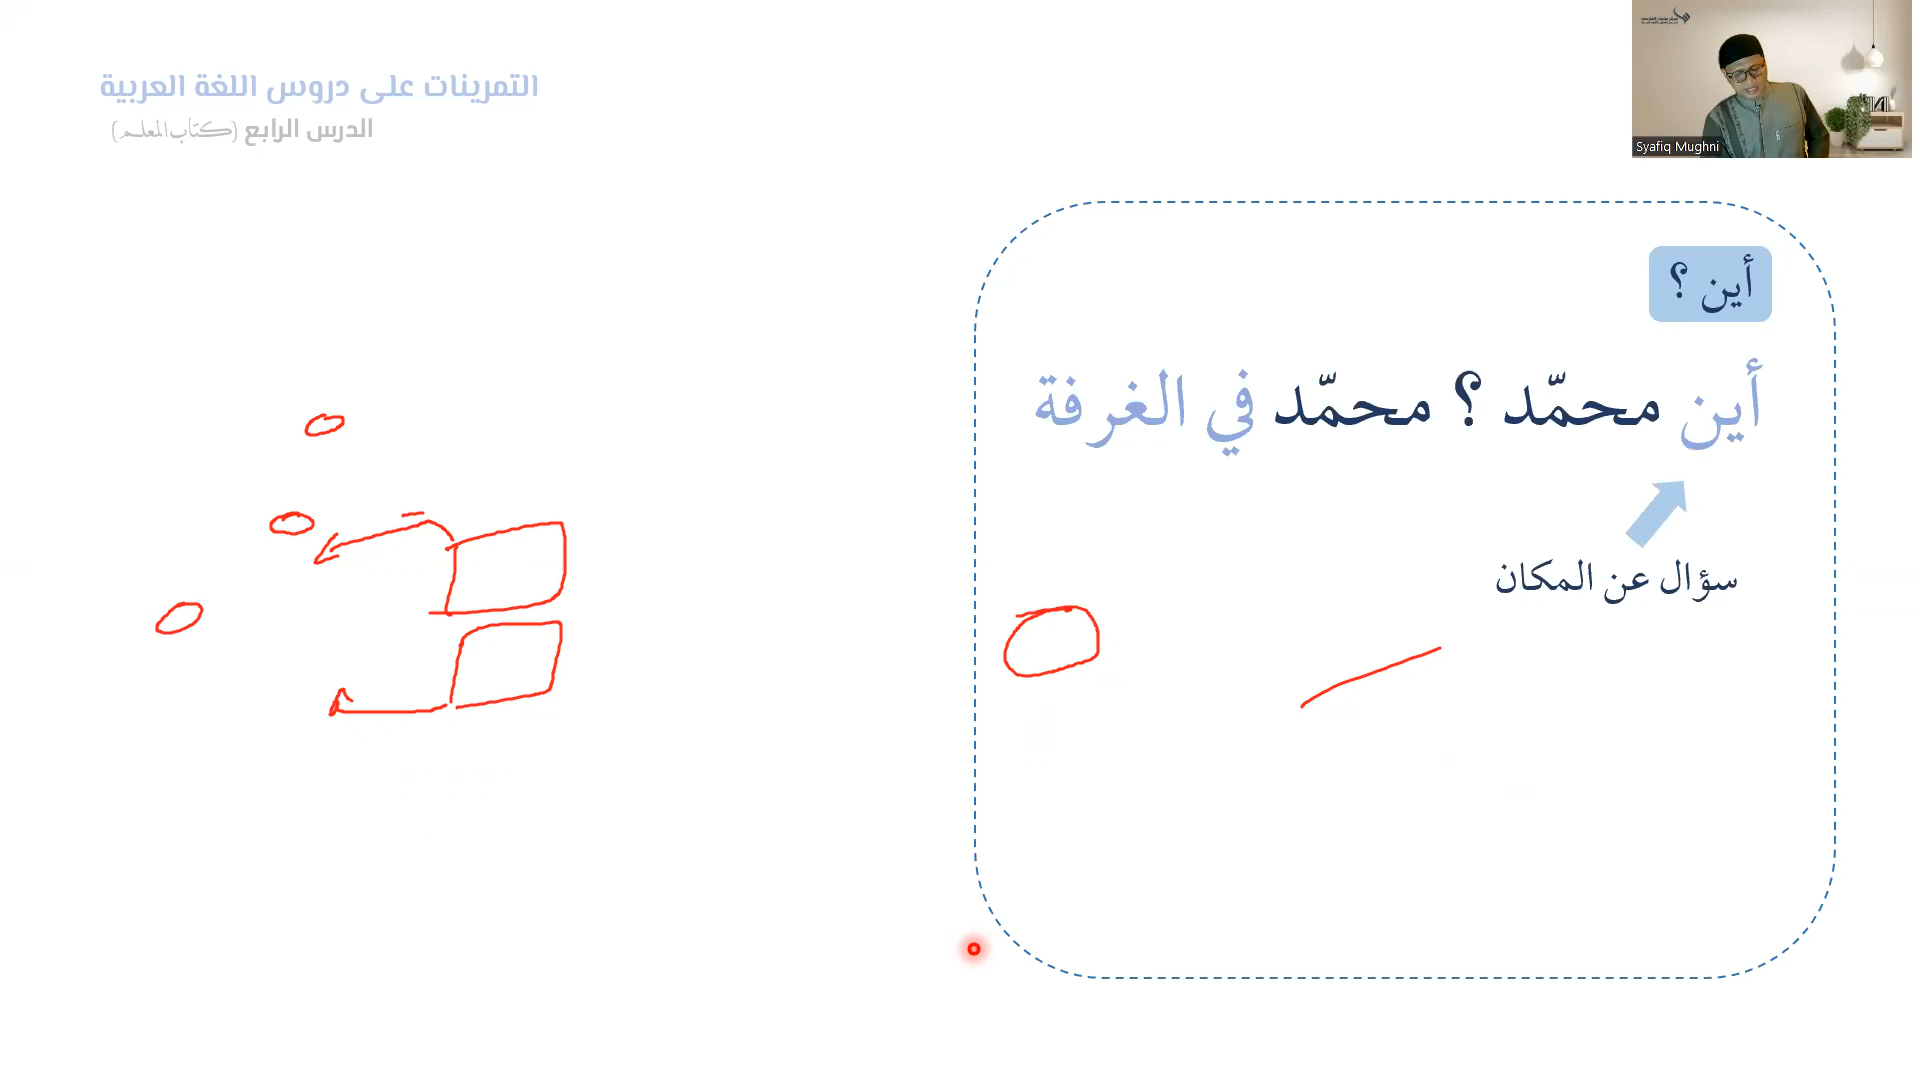 التمرينات على دروس اللغة العربية
الدرس الرابع (كتاب المعلم)
Syafiq Mughni
أين ؟
أين محمّد ؟ محمّد في الغرفة
سؤال عن المكان